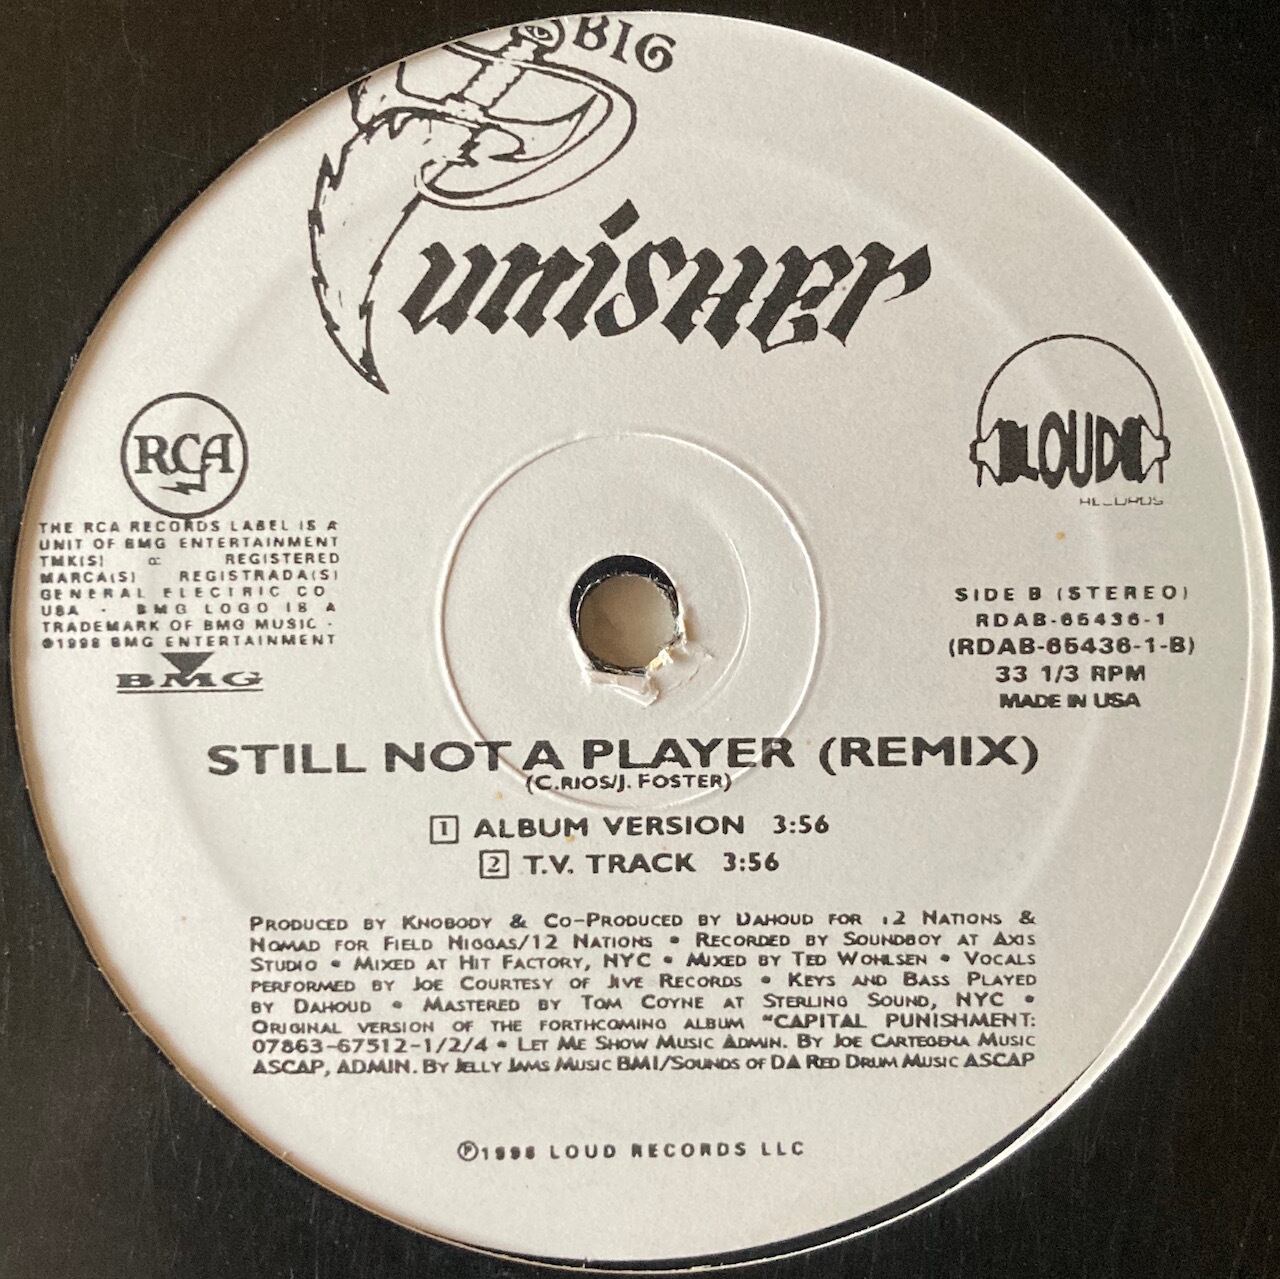 BIG
Punisher
RCA
LOUD
RECORDS
THE RCA RECORDS LABEL IS A
UNIT OF BMG ENTERTAINMENT
TMK(S) ® REGISTERED
MARCA(S) REGISTRADA(S)
GENERAL ELECTRIC CO
USA · BMG LOGO IS A
TRADEMARK OF BMG MUSIC ·
©1998 BMG ENTERTAINMENT
BMG
SIDE B (STEREO)
RDAB-65436-1
(RDAB-65436-1-B)
33 1/3 RPM
MADE IN USA
STILL NOT A PLAYER (REMIX)
(C.RIOS/J. FOSTER)
1 ALBUM VERSION 3:56
2 T.V. TRACK 3:56
PRODUCED BY KNOBODY & CO-PRODUCED BY DAHOUD FOR 12 NATIONS &
NOMAD FOR FIELD NIGGAS/12 NATIONS • RECORDED BY SOUNDBOY AT AXIS
STUDIO • MIXED AT HIT FACTORY, NYC • MIXED BY TED WOHLSEN • VOCALS
PERFORMED BY JOE COURTESY OF JIVE RECORDS • KEYS AND BASS PLAYED
BY DAHOUD • MASTERED BY TOM COYNE AT STERLING SOUND, NYC •
ORIGINAL VERSION OF THE FORTHCOMING ALBUM "CAPITAL PUNISHMENT:
07863-67512-1/2/4 • LET ME SHOW MUSIC ADMIN. BY JOE CARTEGENA MUSIC
ASCAP, ADMIN. BY JELLY JAMS MUSIC BMI/SOUNDS OF DA RED DRUM MUSIC ASCAP
℗1998 LOUD RECORDS LLC